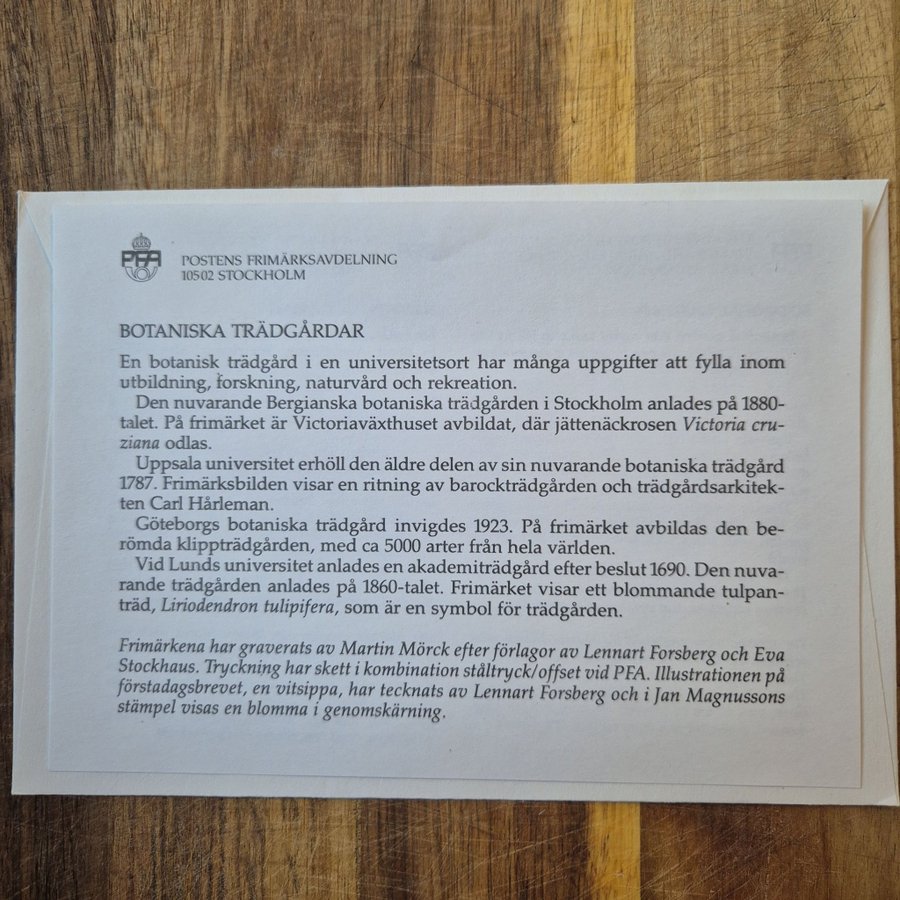 PFA
POSTENS FRIMÄRKSAVDELNING
105 02 STOCKHOLM
BOTANISKA TRÄDGÅRDAR
En botanisk trädgård i en universitetsort har många uppgifter att fylla inom
utbildning, forskning, naturvård och rekreation.
Den nuvarande Bergianska botaniska trädgården i Stockholm anlades på 1880-
talet. På frimärket är Victoriaväxthuset avbildat, där jättenäckrosen Victoria cru-
ziana odlas.
Uppsala universitet erhöll den äldre delen av sin nuvarande botaniska trädgård
1787. Frimärksbilden visar en ritning av barockträdgården och trädgårdsarkitek-
ten Carl Hårleman.
Göteborgs botaniska trädgård invigdes 1923. På frimärket avbildas den be-
römda klippträdgården, med ca 5000 arter från hela världen.
Vid Lunds universitet anlades en akademiträdgård efter beslut 1690. Den nuva-
rande trädgården anlades på 1860-talet. Frimärket visar ett blommande tulpan-
träd, Liriodendron tulipifera, som är en symbol för trädgården.
Frimärkena har graverats av Martin Mörck efter förlagor av Lennart Forsberg och Eva
Stockhaus. Tryckning har skett i kombination ståltryck/offset vid PFA. Illustrationen på
förstadagsbrevet, en vitsippa, har tecknats av Lennart Forsberg och i Jan Magnussons
stämpel visas en blomma i genomskärning.